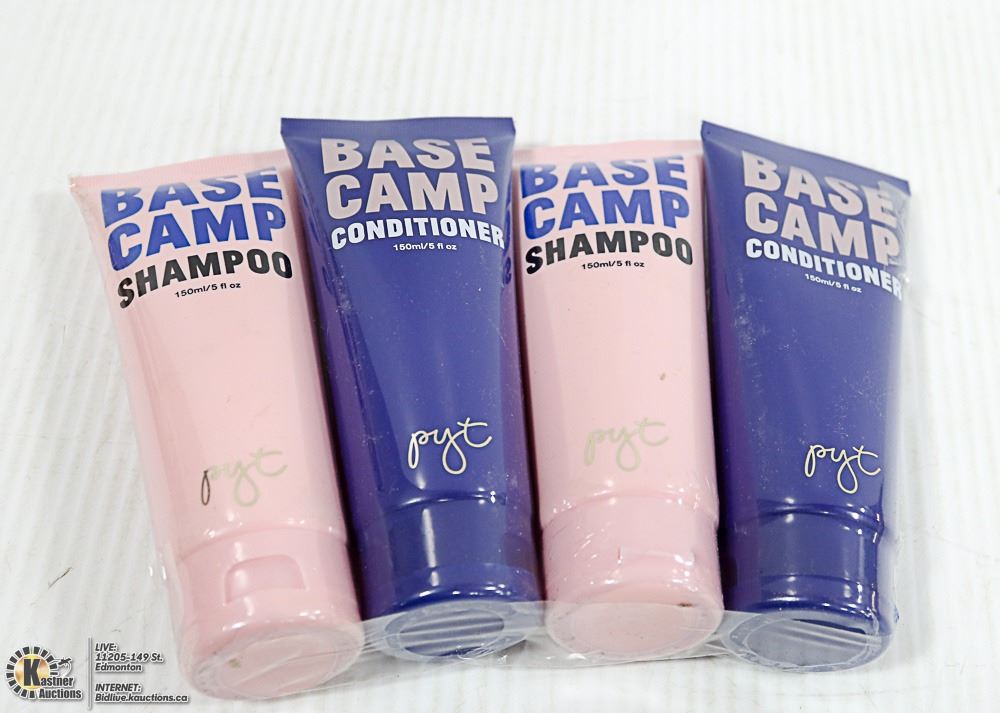 BASE
CAMP
SHAMPOO
150ml/5 fl oz
pyt
BASE
CAMP
CONDITIONER
150ml/5 fl oz
pyt
BASE
CAMP
SHAMPOO
150ml/5 fl oz
pyt
BASE
CAMP
CONDITIONER
150ml/5 fl oz
pyt
Kastner
Auctions
LIVE:
11205-149 St.
Edmonton
INTERNET:
Bidlive.kauctions.ca